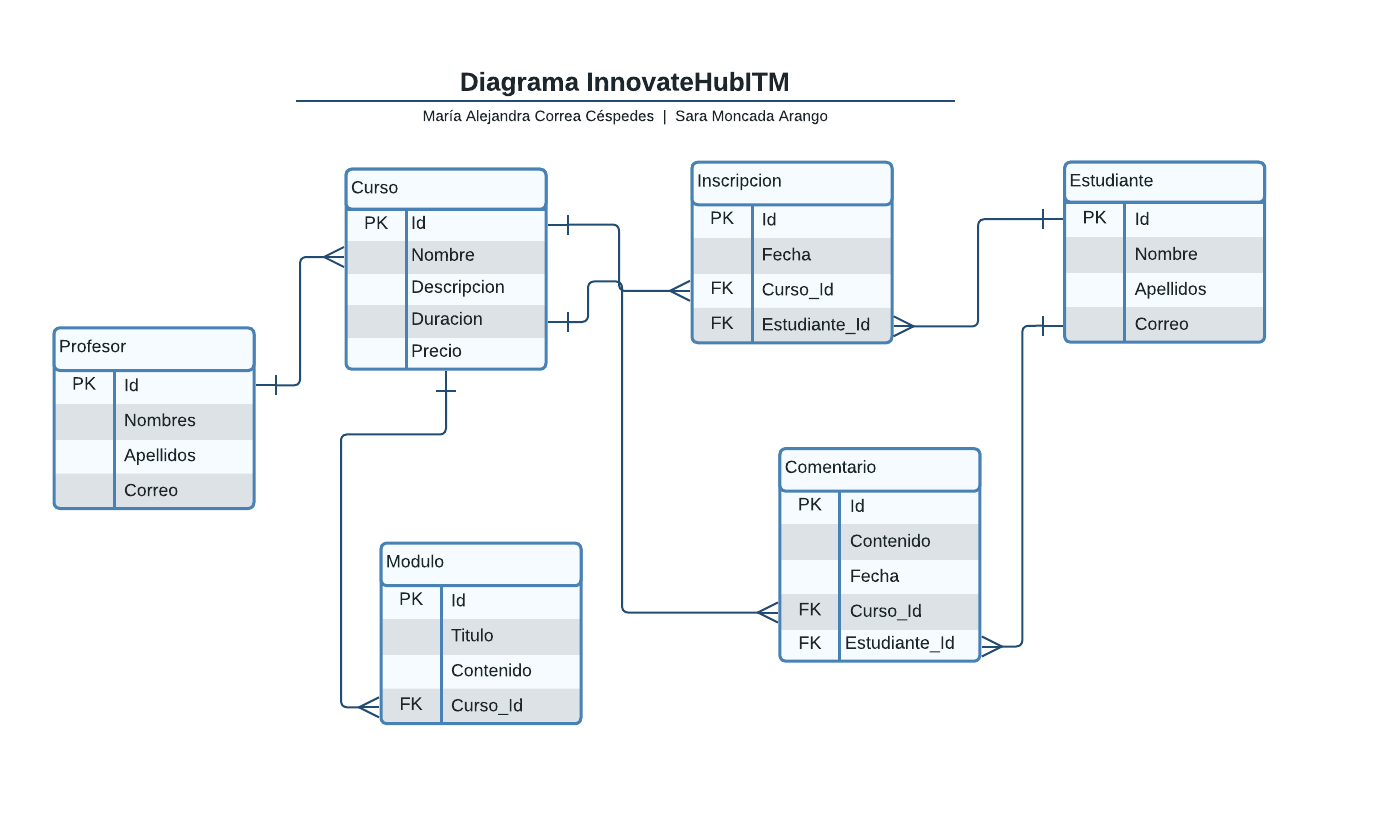 Diagrama InnovateHubITM
María Alejandra Correa Céspedes | Sara Moncada Arango
Curso
PK Id
Nombre
Descripcion
Duracion
Precio
Inscripcion
PK Id
Fecha
FK Curso_Id
FK Estudiante_Id
Estudiante
PK Id
Nombre
Apellidos
Correo
Profesor
PK Id
Nombres
Apellidos
Correo
Comentario
PK Id
Contenido
Fecha
FK Curso_Id
FK Estudiante_Id
Modulo
PK Id
Titulo
Contenido
FK Curso_Id